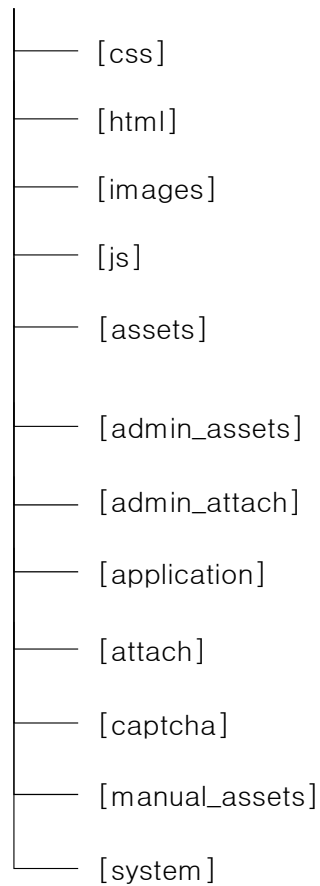 [css]
[html]
[images]
[js]
[assets]
[admin_assets]
[admin_attach]
[application]
[attach]
[captcha]
[manual_assets]
[system]